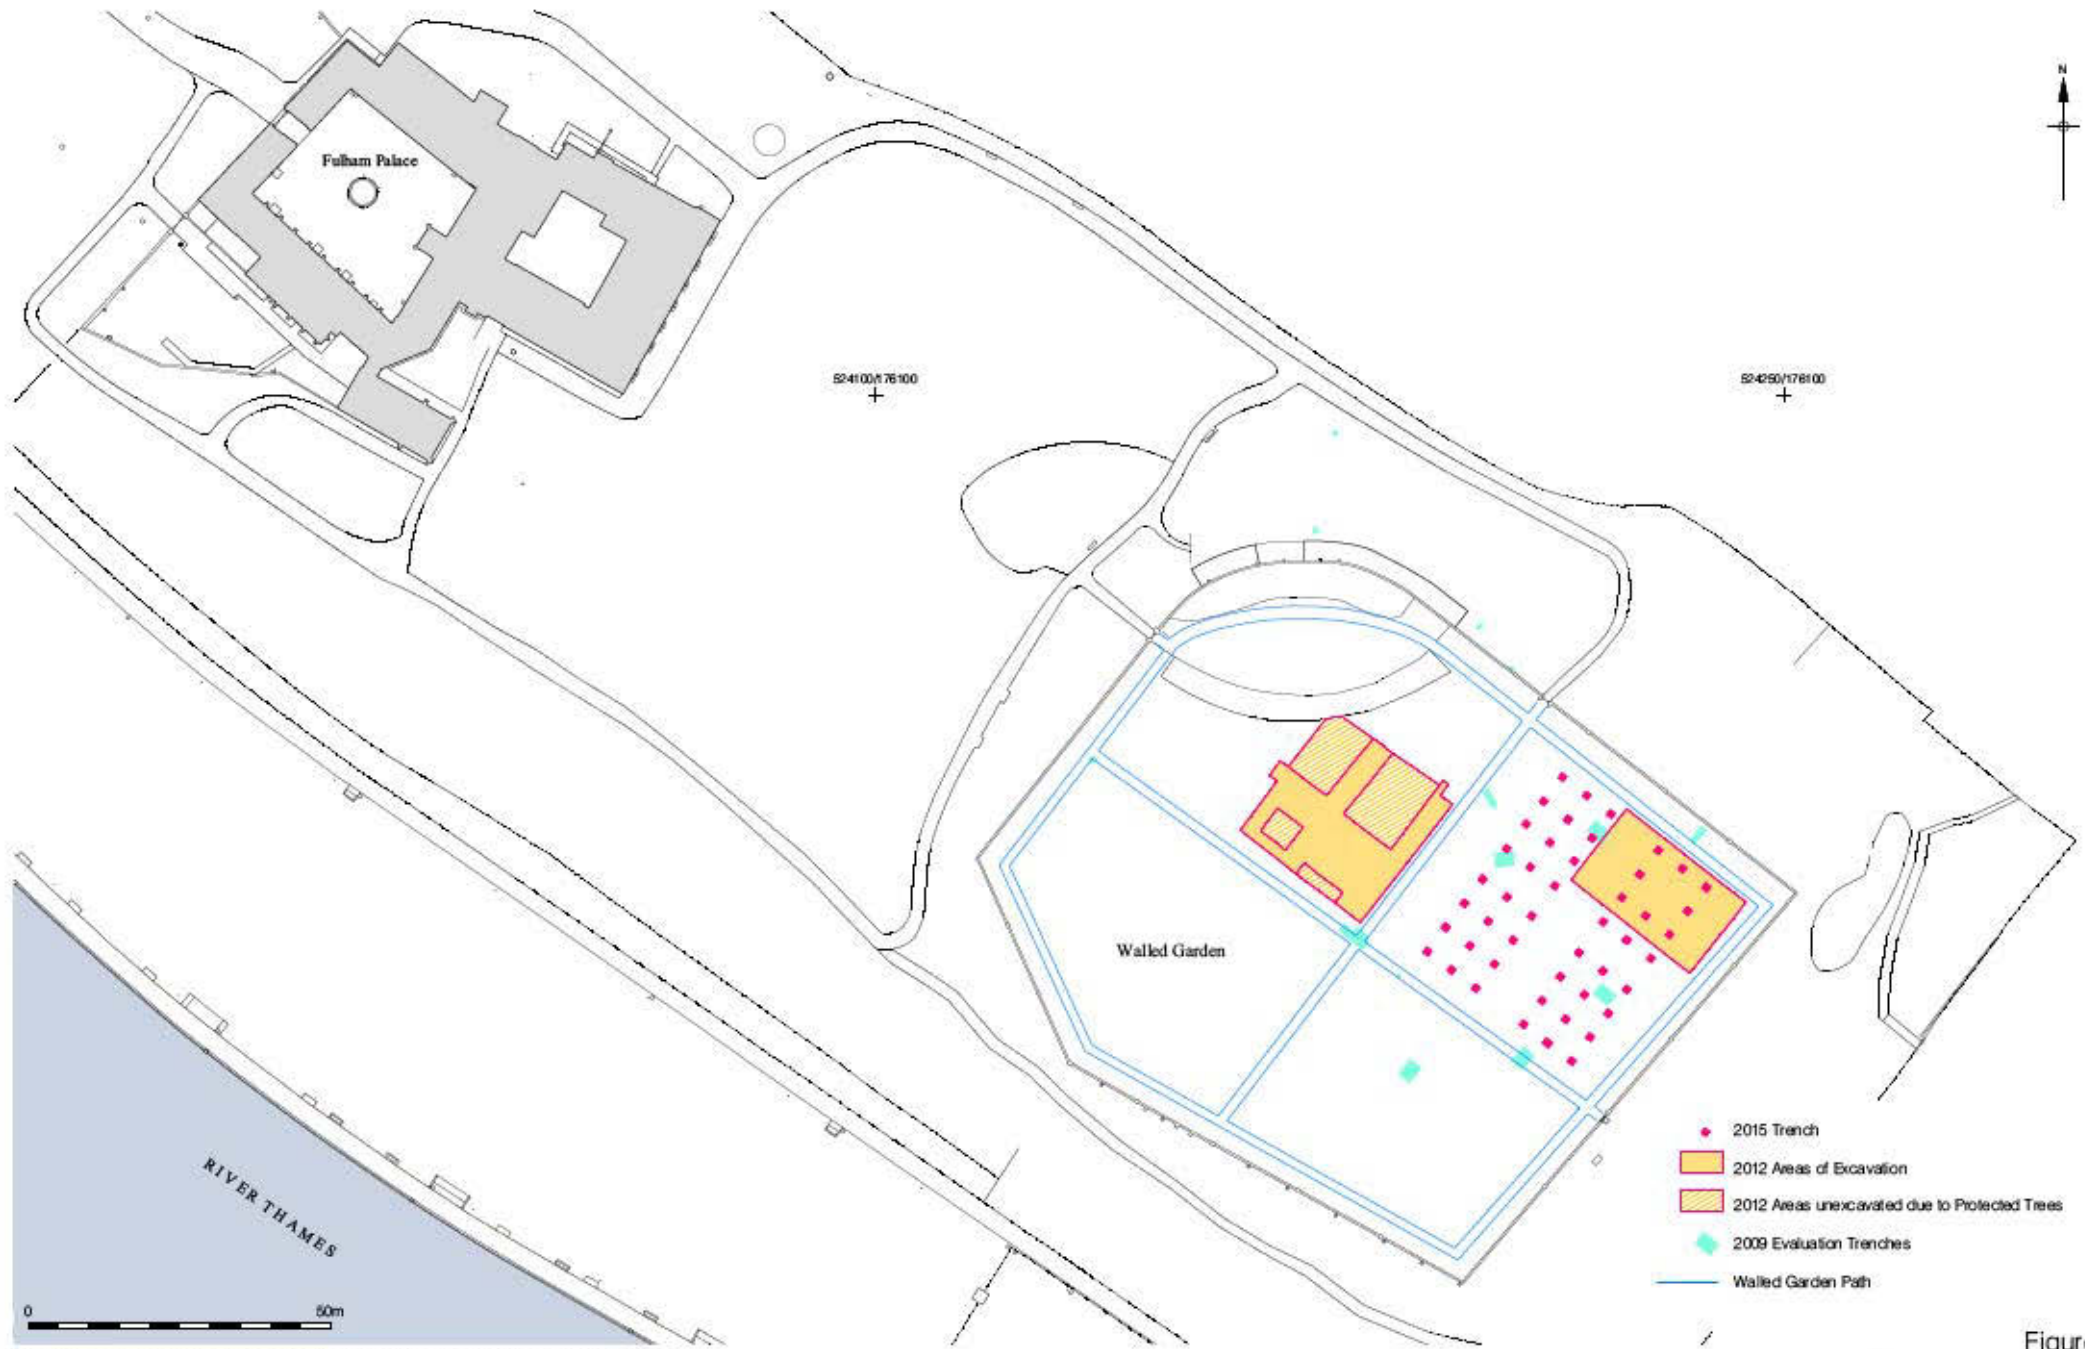 N
Fulham Palace
524100/176100
524250/176100
Walled Garden
RIVER THAMES
2015 Trench
2012 Areas of Excavation
2012 Areas unexcavated due to Protected Trees
2009 Evaluation Trenches
Walled Garden Path
0 50m
Figure